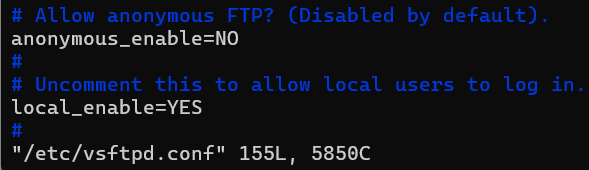 # Allow anonymous FTP? (Disabled by default).
anonymous_enable=NO
#
# Uncomment this to allow local users to log in.
local_enable=YES
#
"/etc/vsftpd.conf" 155L, 5850C